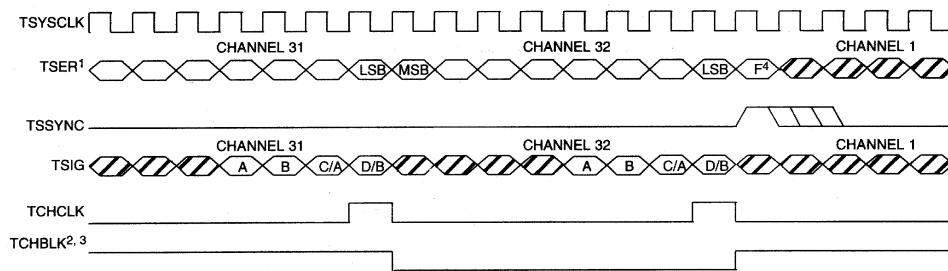 TSYSCLK
CHANNEL 31 CHANNEL 32 CHANNEL 1
TSER¹ LSB MSB LSB F⁴
TSSYNC
CHANNEL 31 CHANNEL 32 CHANNEL 1
TSIG A B C/A D/B A B C/A D/B
TCHCLK
TCHBLK²,³